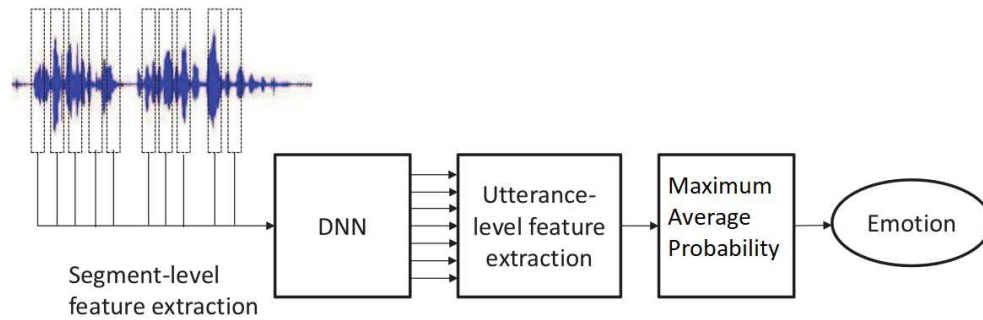 Segment-level
feature extraction
DNN
Utterance-
level feature
extraction
Maximum
Average
Probability
Emotion